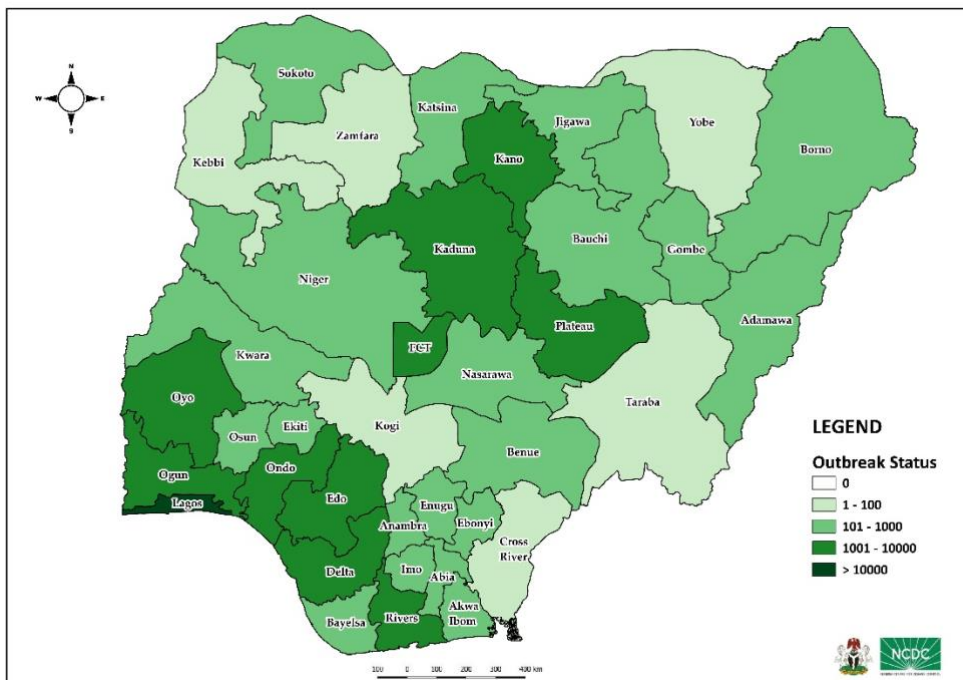 N
W E
S
Sokoto
Katsina
Jigawa
Yobe
Borno
Zamfara
Kebbi
Kano
Kaduna
Bauchi
Gombe
Niger
Adamawa
Plateau
FCT
Kwara
Nasarawa
Oyo
Taraba
Kogi
Ekiti
Osun
Benue
Ogun
Ondo
Edo
Lagos
Enugu
Anambra
Ebonyi
Cross
River
Delta
Imo
Abia
Akwa
Ibom
Bayelsa
Rivers
LEGEND
Outbreak Status
0
1 - 100
101 - 1000
1001 - 10000
> 10000
100 0 100 200 300 400 km
NCDC